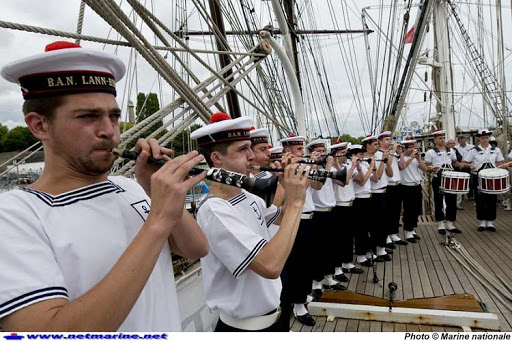 B.A.N. LANN-B
B.A.N. L
www.netmarine.net
Photo © Marine nationale